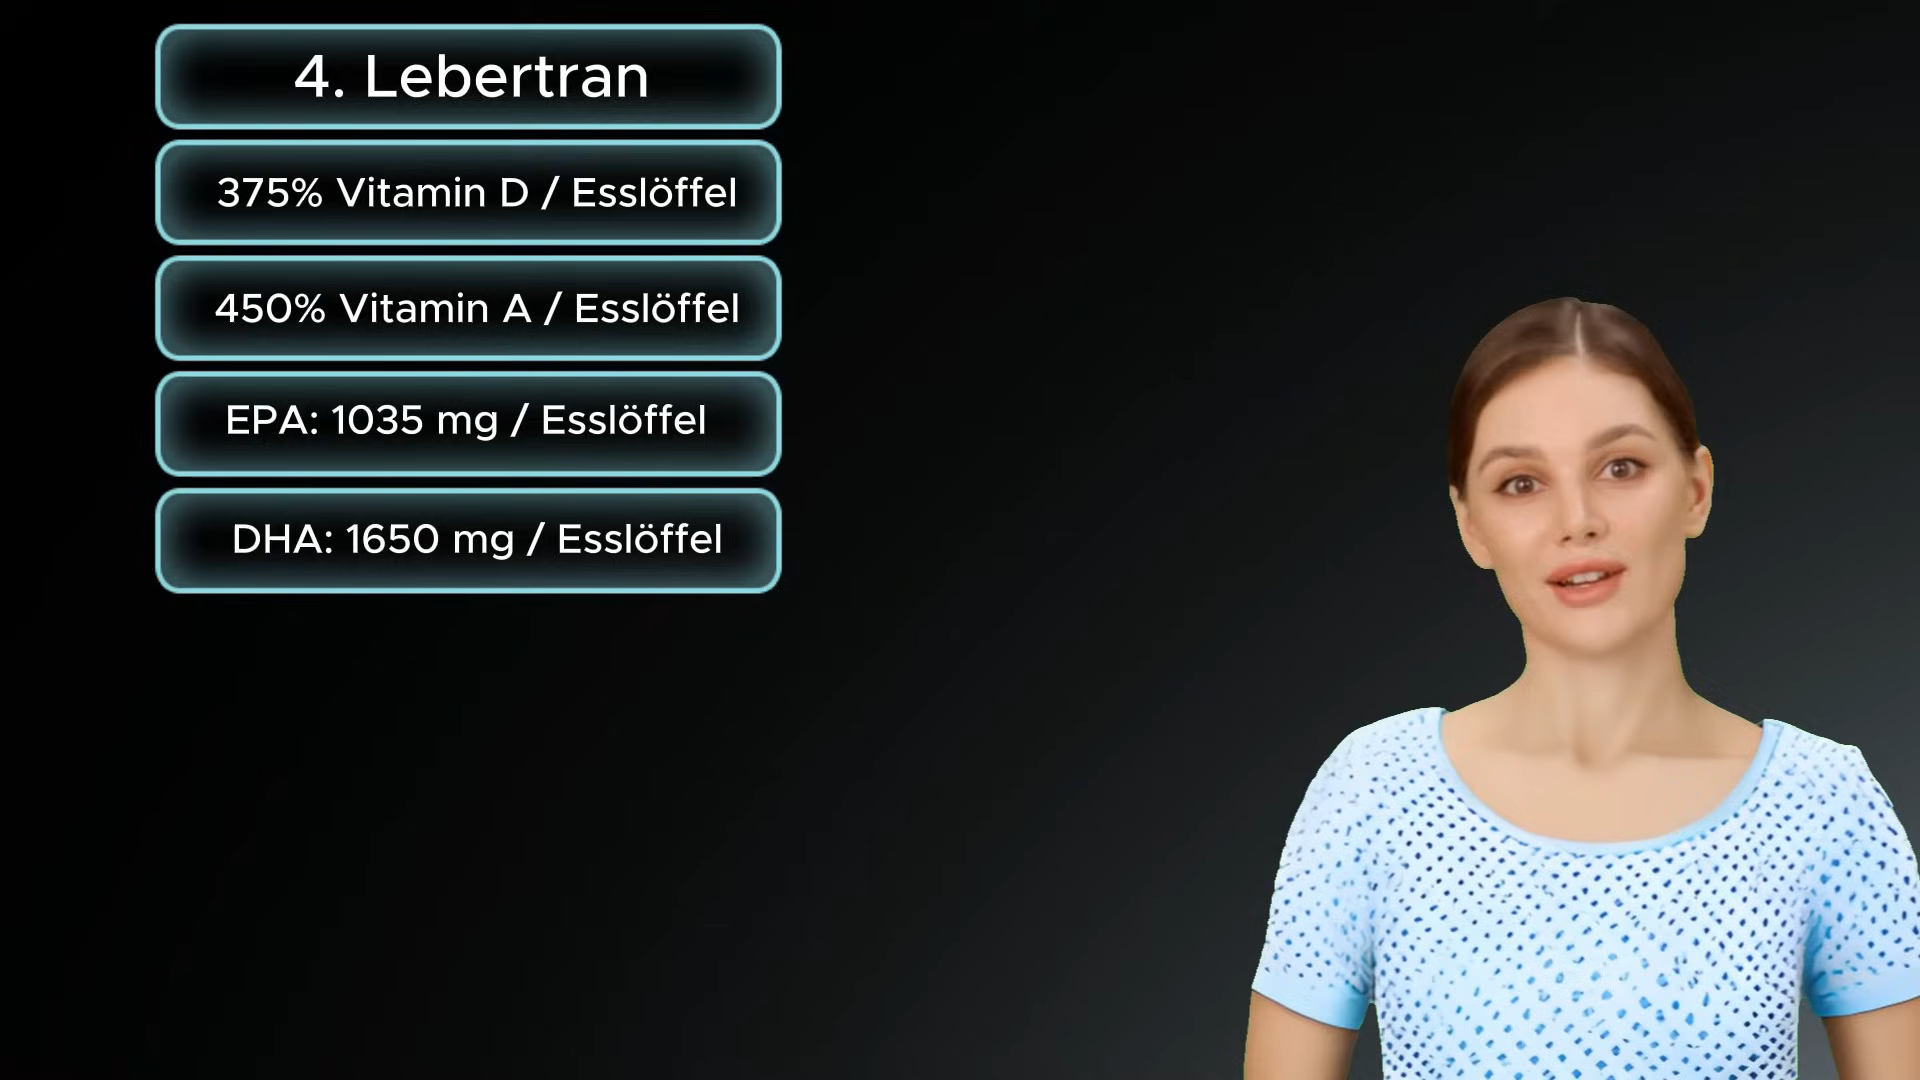 4. Lebertran
375% Vitamin D / Esslöffel
450% Vitamin A / Esslöffel
EPA: 1035 mg / Esslöffel
DHA: 1650 mg / Esslöffel